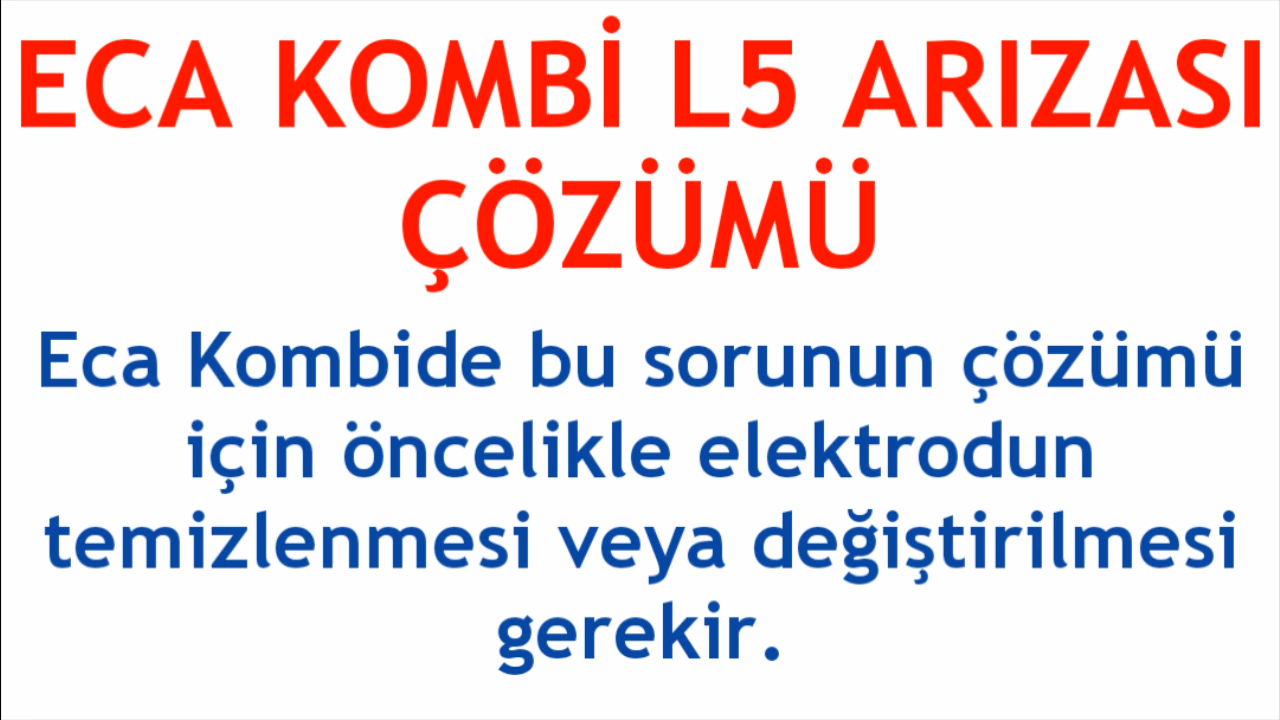 ECA KOMBİ L5 ARIZASI
ÇÖZÜMÜ
Eca Kombide bu sorunun çözümü
için öncelikle elektrodun
temizlenmesi veya değiştirilmesi
gerekir.